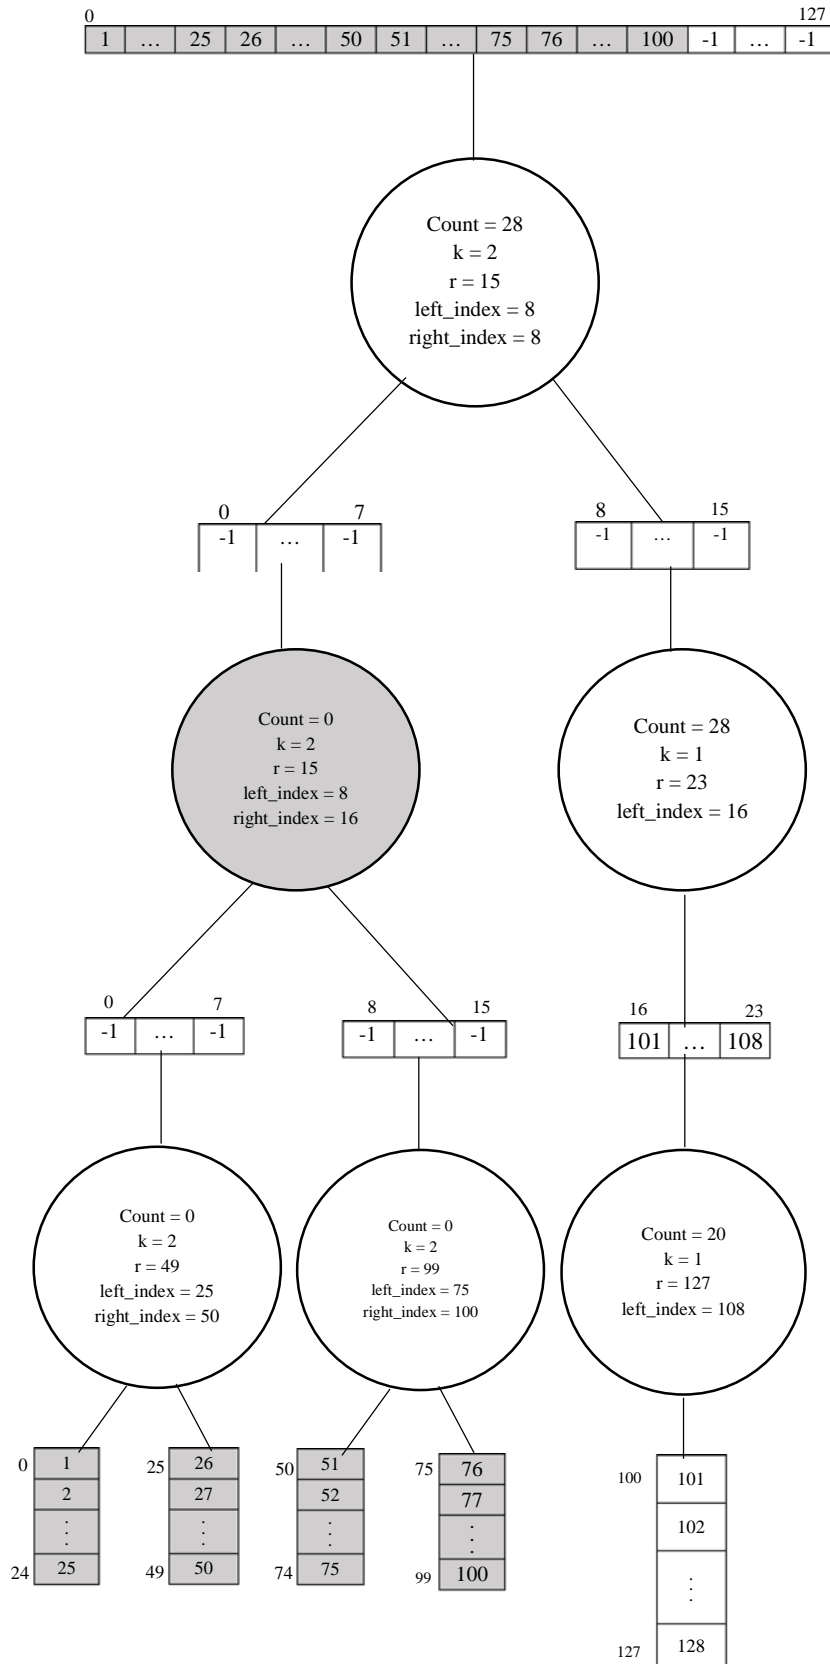 0 127
1 … 25 26 … 50 51 … 75 76 … 100 -1 … -1
Count = 28
k = 2
r = 15
left_index = 8
right_index = 8
0 7
-1 … -1
8 15
-1 … -1
Count = 0
k = 2
r = 15
left_index = 8
right_index = 16
Count = 28
k = 1
r = 23
left_index = 16
0 7
-1 … -1
8 15
-1 … -1
16 23
101 … 108
Count = 0
k = 2
r = 49
left_index = 25
right_index = 50
Count = 0
k = 2
r = 99
left_index = 75
right_index = 100
Count = 20
k = 1
r = 127
left_index = 108
0 1
2
⋮
24 25
25 26
27
⋮
49 50
50 51
52
⋮
74 75
75 76
77
⋮
99 100
100 101
102
⋮
127 128